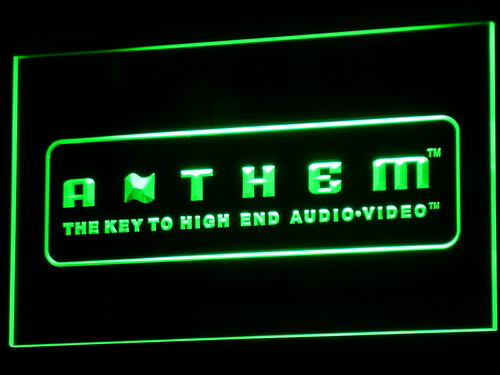 ANTHEM™
THE KEY TO HIGH END AUDIO•VIDEO™